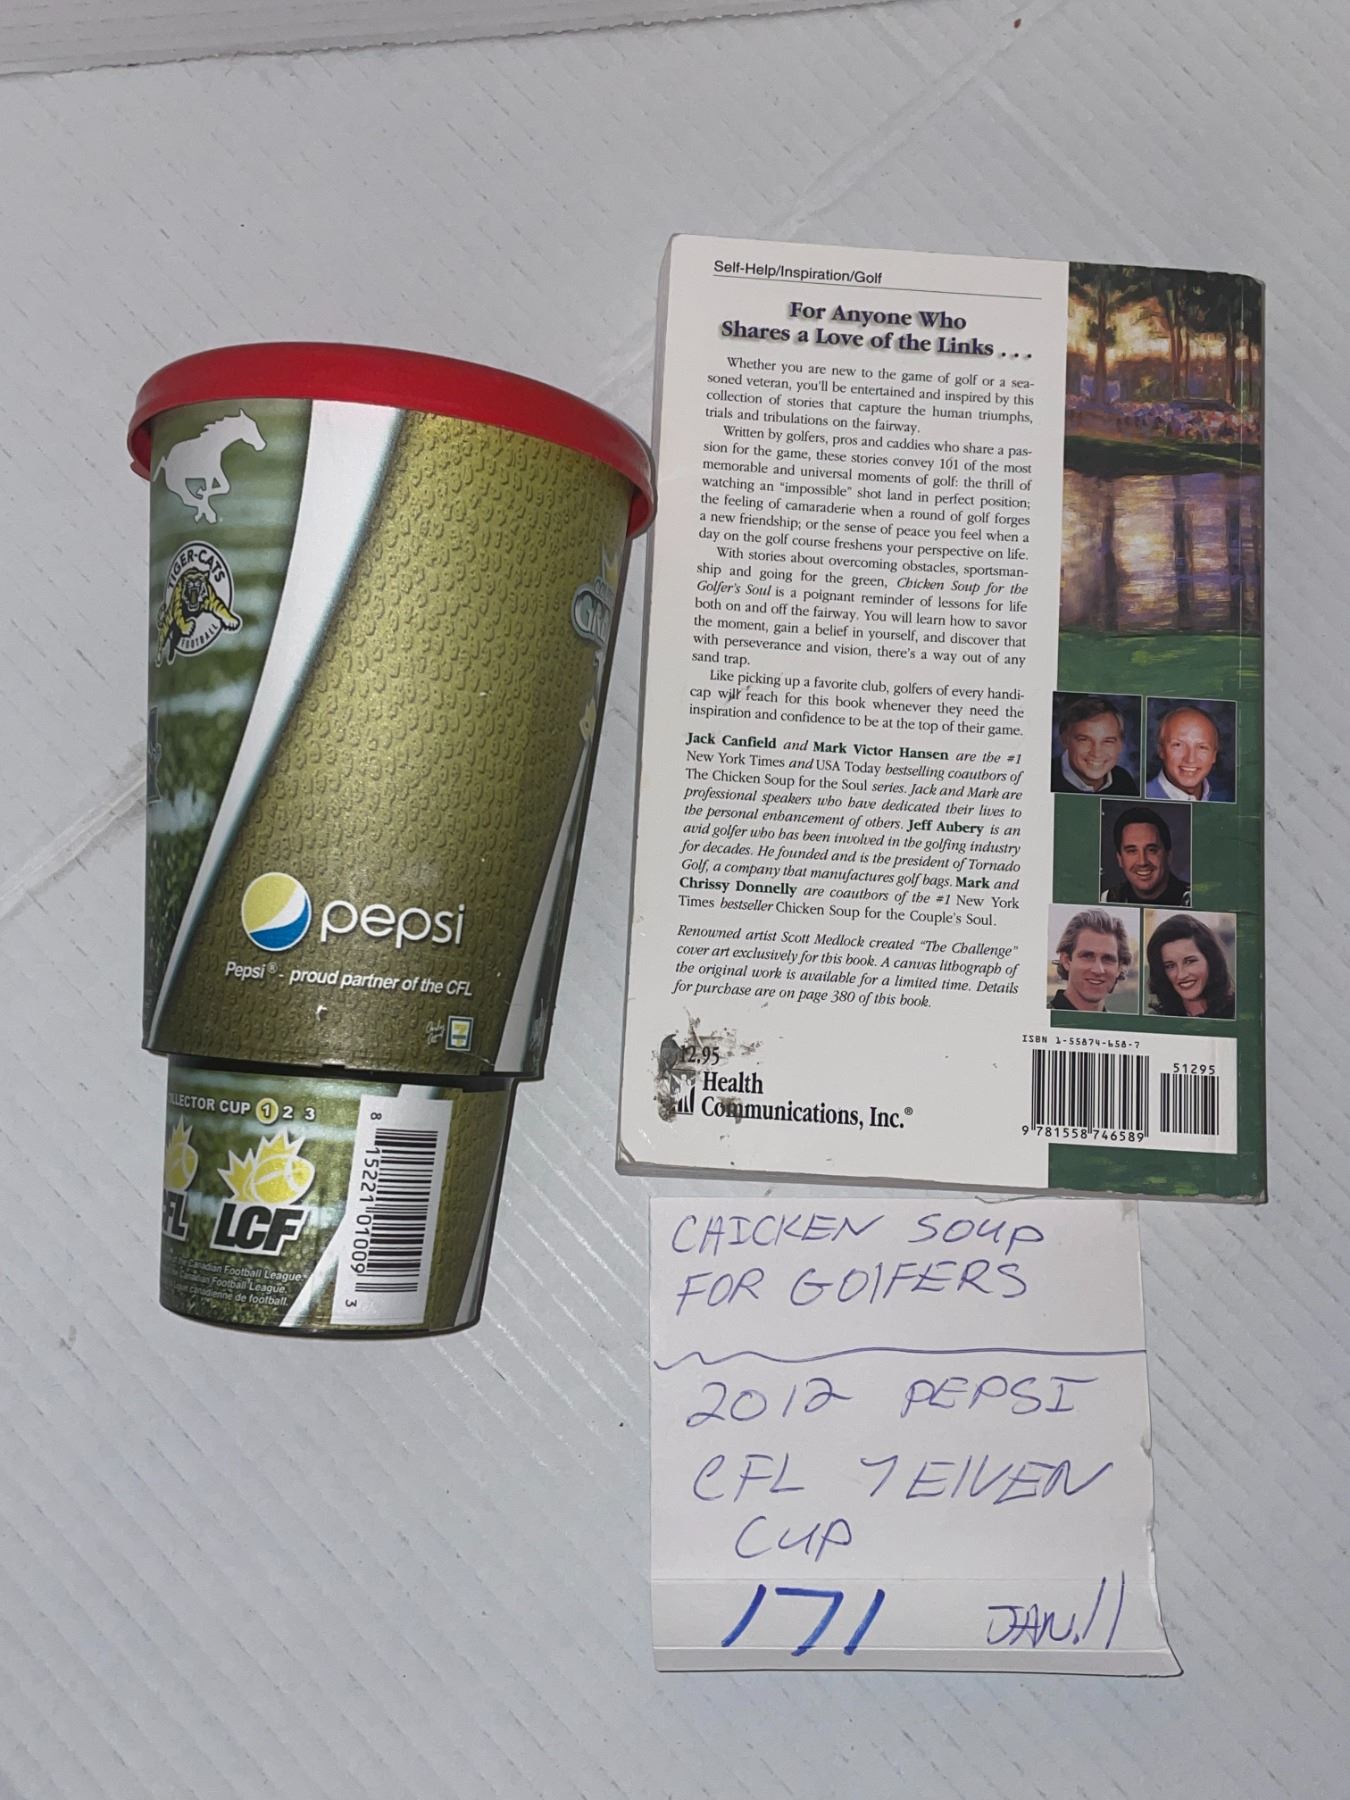 TIGER-CATS
FOOTBALL
pepsi
Pepsi® - proud partner of the CFL
COLLECTOR CUP 1 2 3
LCF
Canadian Football League.
Canadian Football League.
canadienne de football.
8 15221 01009 3
Self-Help/Inspiration/Golf
For Anyone Who
Shares a Love of the Links . . .
Whether you are new to the game of golf or a sea-
soned veteran, you'll be entertained and inspired by this
collection of stories that capture the human triumphs,
trials and tribulations on the fairway.
Written by golfers, pros and caddies who share a pas-
sion for the game, these stories convey 101 of the most
memorable and universal moments of golf: the thrill of
watching an "impossible" shot land in perfect position;
the feeling of camaraderie when a round of golf forges
a new friendship; or the sense of peace you feel when a
day on the golf course freshens your perspective on life.
With stories about overcoming obstacles, sportsman-
ship and going for the green, Chicken Soup for the
Golfer's Soul is a poignant reminder of lessons for life
both on and off the fairway. You will learn how to savor
the moment, gain a belief in yourself, and discover that
with perseverance and vision, there's a way out of any
sand trap.
Like picking up a favorite club, golfers of every handi-
cap will reach for this book whenever they need the
inspiration and confidence to be at the top of their game.
Jack Canfield and Mark Victor Hansen are the #1
New York Times and USA Today bestselling coauthors of
The Chicken Soup for the Soul series. Jack and Mark are
professional speakers who have dedicated their lives to
the personal enhancement of others. Jeff Aubery is an
avid golfer who has been involved in the golfing industry
for decades. He founded and is the president of Tornado
Golf, a company that manufactures golf bags. Mark and
Chrissy Donnelly are coauthors of the #1 New York
Times bestseller Chicken Soup for the Couple's Soul.
Renowned artist Scott Medlock created "The Challenge"
cover art exclusively for this book. A canvas lithograph of
the original work is available for a limited time. Details
for purchase are on page 380 of this book.
12.95
Health
Communications, Inc.®
ISBN 1-55874-658-7
51295
9 781558 746589
CHICKEN SOUP
FOR GOLFERS
2012 PEPSI
CFL 7 ELIVEN
CUP
171 JAN. 11